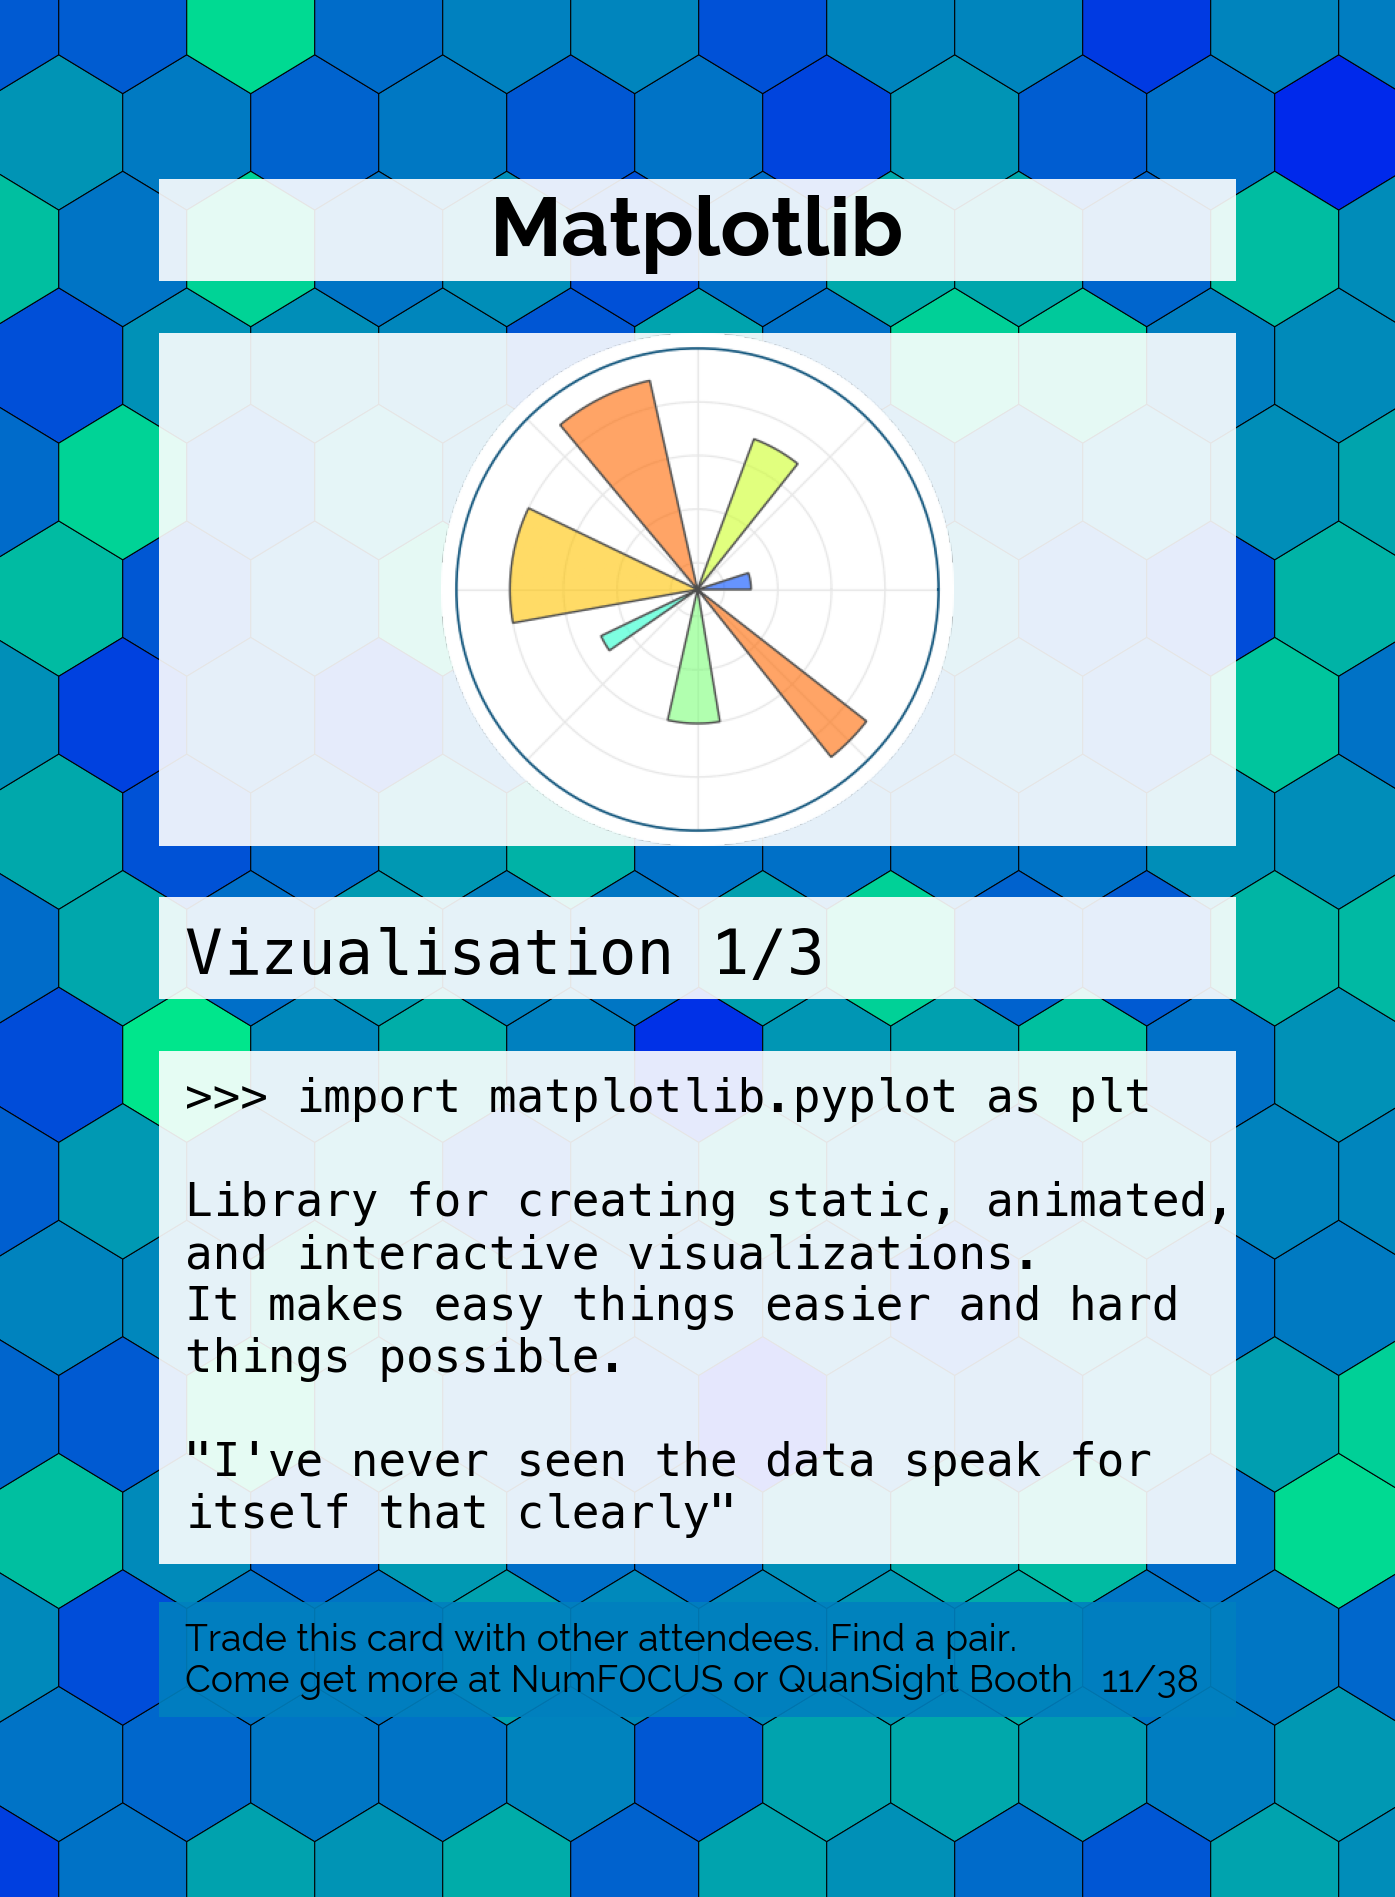 Matplotlib
Vizualisation 1/3
>>> import matplotlib.pyplot as plt
Library for creating static, animated,
and interactive visualizations.
It makes easy things easier and hard
things possible.
"I've never seen the data speak for
itself that clearly"
Trade this card with other attendees. Find a pair.
Come get more at NumFOCUS or QuanSight Booth 11/38